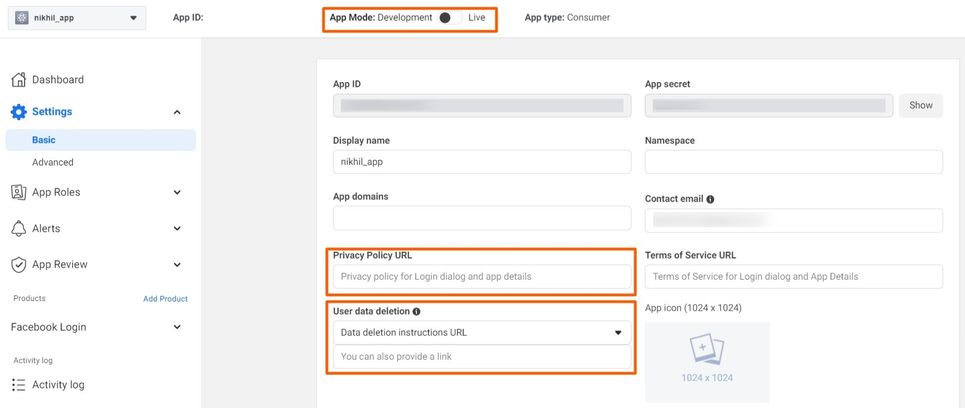 nikhil_app
App ID:
App Mode: Development
Live
App type: Consumer
Dashboard
Settings
Basic
Advanced
App Roles
Alerts
App Review
Products
Add Product
Facebook Login
Activity log
Activity log
App ID
App secret
Show
Display name
Namespace
nikhil_app
App domains
Contact email
Privacy Policy URL
Terms of Service URL
Privacy policy for Login dialog and app details
Terms of Service for Login dialog and App Details
User data deletion
App icon (1024 x 1024)
Data deletion instructions URL
You can also provide a link
1024 x 1024